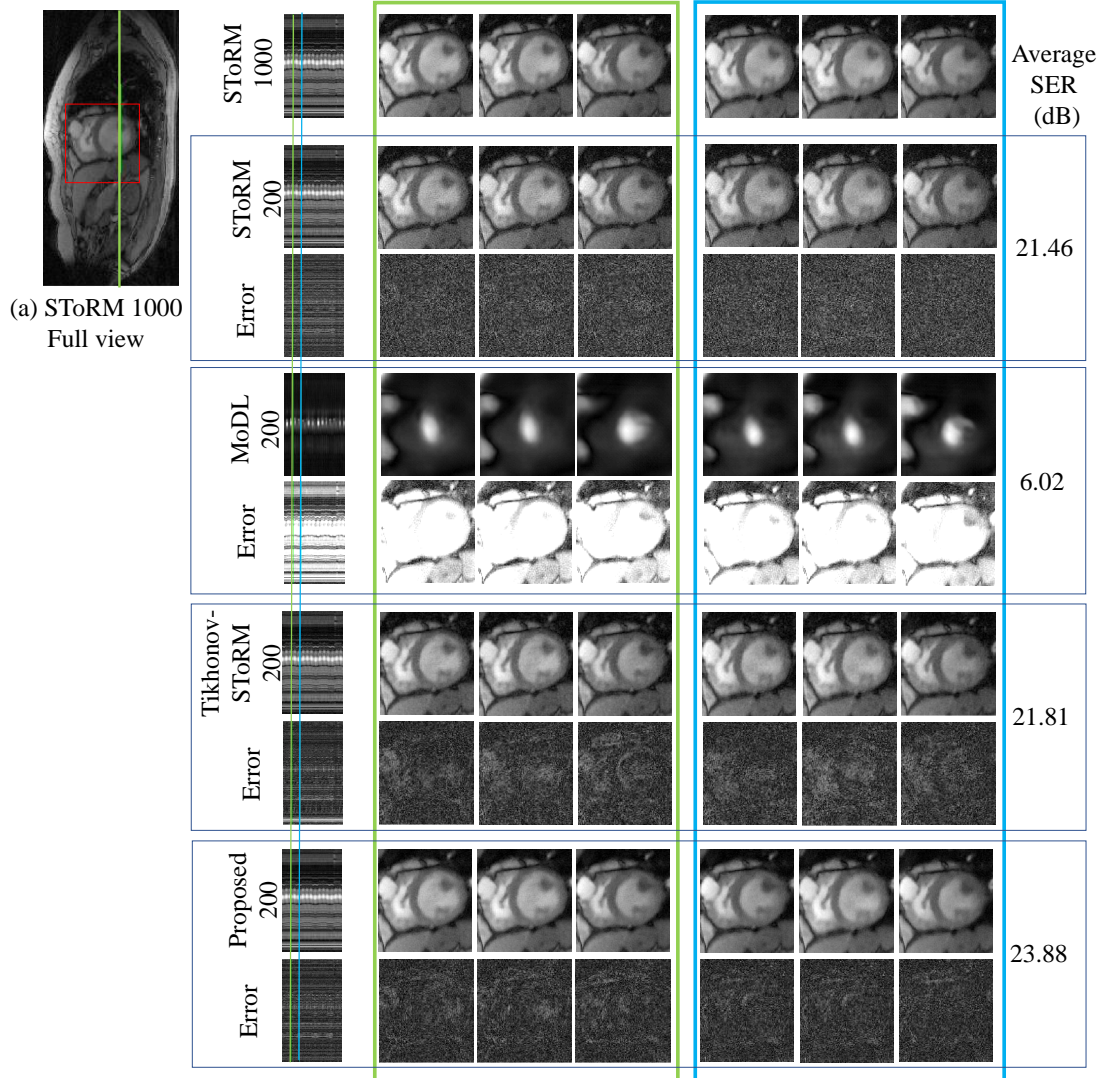 SToRM
1000
Average
SER
(dB)
SToRM
200
Error
21.46
(a) SToRM 1000
Full view
MoDL
200
Error
6.02
Tikhonov-
SToRM
200
Error
21.81
Proposed
200
Error
23.88